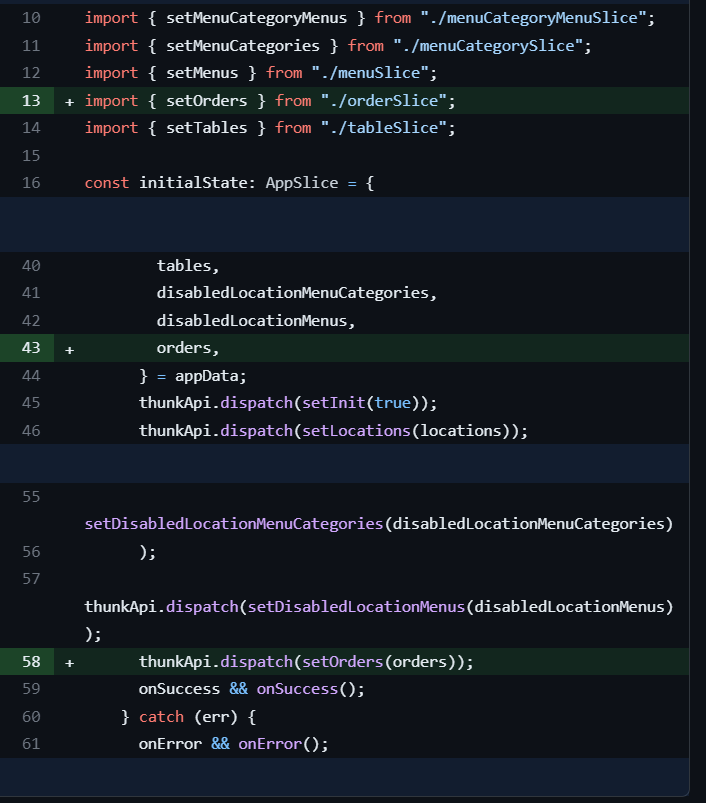 10 import { setMenuCategoryMenus } from "./menuCategoryMenuSlice";
11 import { setMenuCategories } from "./menuCategorySlice";
12 import { setMenus } from "./menuSlice";
13 + import { setOrders } from "./orderSlice";
14 import { setTables } from "./tableSlice";
15
16 const initialState: AppSlice = {
40 tables,
41 disabledLocationMenuCategories,
42 disabledLocationMenus,
43 + orders,
44 } = appData;
45 thunkApi.dispatch(setInit(true));
46 thunkApi.dispatch(setLocations(locations));
55
setDisabledLocationMenuCategories(disabledLocationMenuCategories)
56 );
57
thunkApi.dispatch(setDisabledLocationMenus(disabledLocationMenus)
);
58 + thunkApi.dispatch(setOrders(orders));
59 onSuccess && onSuccess();
60 } catch (err) {
61 onError && onError();